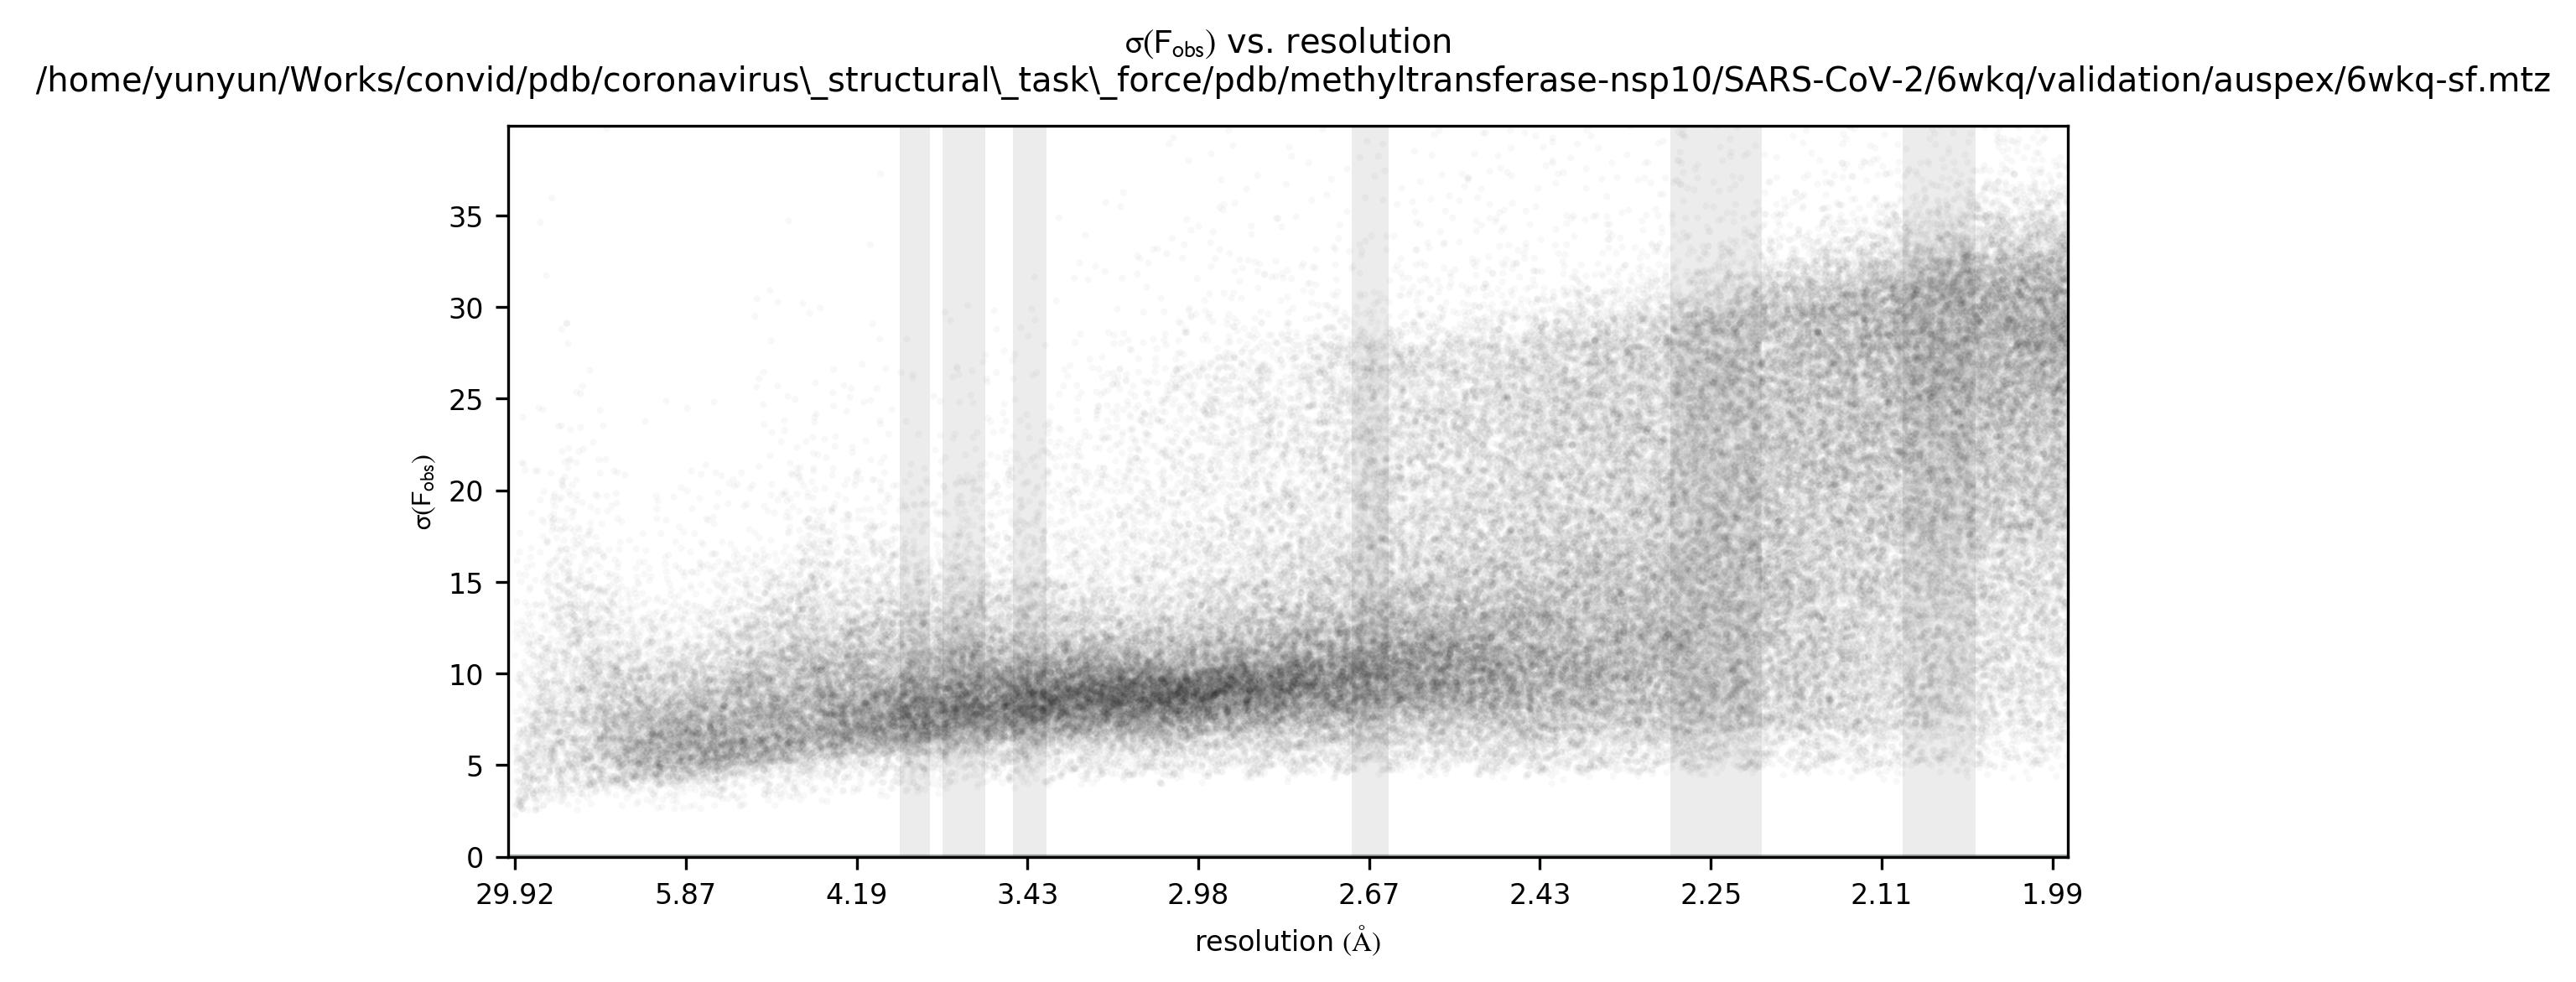 σ(Fobs) vs. resolution
/home/yunyun/Works/convid/pdb/coronavirus\_structural\_task\_force/pdb/methyltransferase-nsp10/SARS-CoV-2/6wkq/validation/auspex/6wkq-sf.mtz
35
30
25
20
15
10
5
0
σ(Fobs)
29.92 5.87 4.19 3.43 2.98 2.67 2.43 2.25 2.11 1.99
resolution (Å)